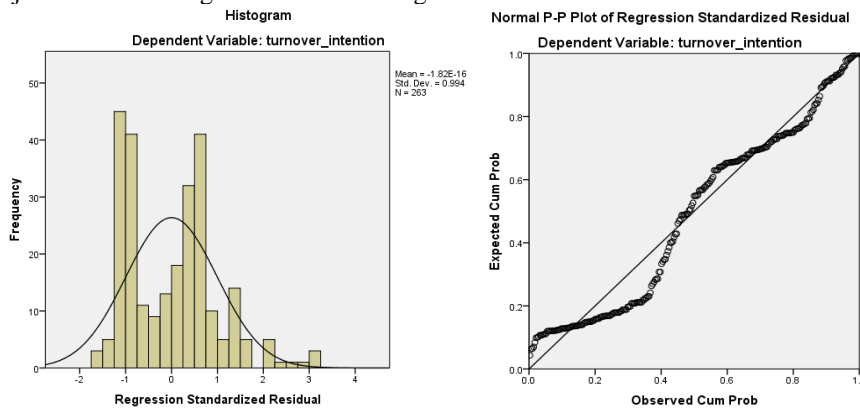 Histogram
Dependent Variable: turnover_intention
Mean = -1.82E-16
Std. Dev. = 0.994
N = 263
50
40
30
20
10
0
-2 -1 0 1 2 3 4
Frequency
Regression Standardized Residual
Normal P-P Plot of Regression Standardized Residual
Dependent Variable: turnover_intention
1.0
0.8
0.6
0.4
0.2
0.0
0.0 0.2 0.4 0.6 0.8 1.0
Expected Cum Prob
Observed Cum Prob